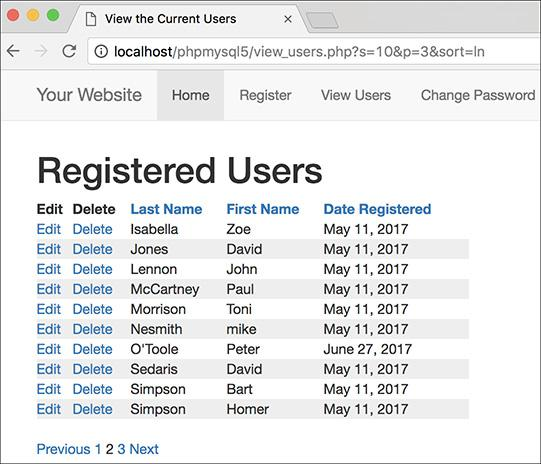 View the Current Users
localhost/phpmysql5/view_users.php?s=10&p=3&sort=ln
Your Website Home Register View Users Change Password
Registered Users
Edit Delete Last Name First Name Date Registered
Edit Delete Isabella Zoe May 11, 2017
Edit Delete Jones David May 11, 2017
Edit Delete Lennon John May 11, 2017
Edit Delete McCartney Paul May 11, 2017
Edit Delete Morrison Toni May 11, 2017
Edit Delete Nesmith mike May 11, 2017
Edit Delete O'Toole Peter June 27, 2017
Edit Delete Sedaris David May 11, 2017
Edit Delete Simpson Bart May 11, 2017
Edit Delete Simpson Homer May 11, 2017
Previous 1 2 3 Next